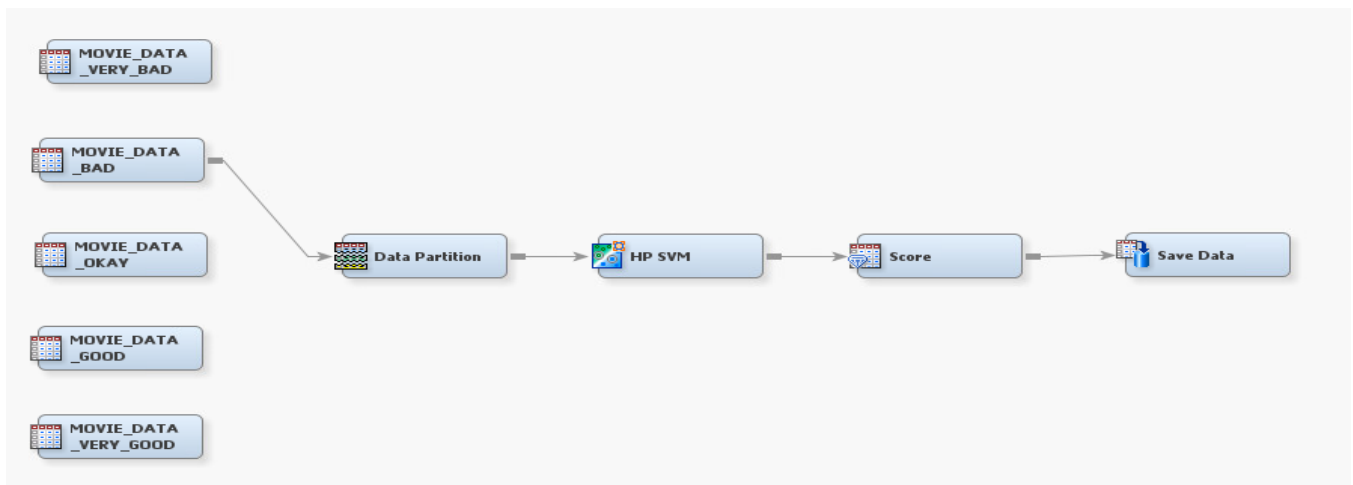 MOVIE_DATA
_VERY_BAD
MOVIE_DATA
_BAD
MOVIE_DATA
_OKAY
Data Partition
HP SVM
Score
Save Data
MOVIE_DATA
_GOOD
MOVIE_DATA
_VERY_GOOD